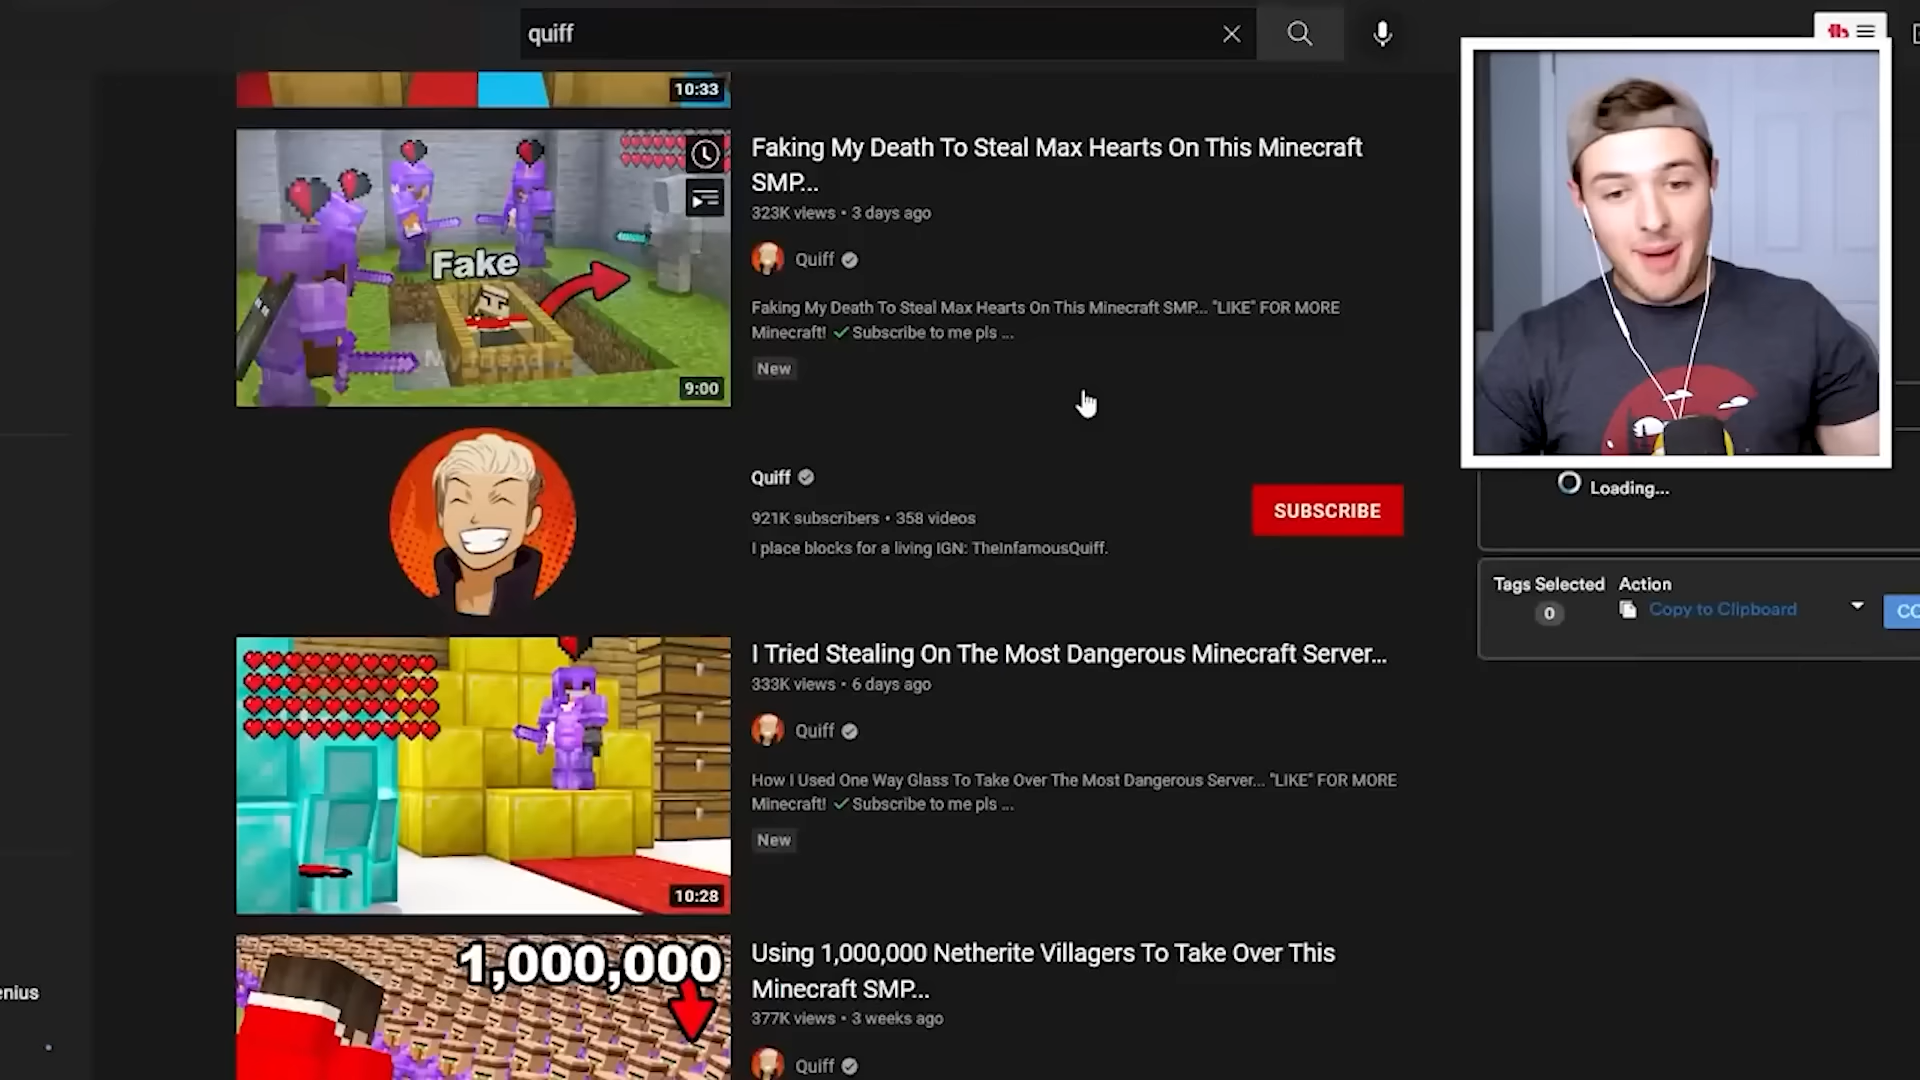 quiff
10:33
Faking My Death To Steal Max Hearts On This Minecraft
SMP...
323K views • 3 days ago
Quiff
Faking My Death To Steal Max Hearts On This Minecraft SMP... "LIKE" FOR MORE
Minecraft! ✓ Subscribe to me pls ...
New
Fake
My friend
9:00
Quiff
921K subscribers • 358 videos
I place blocks for a living IGN: TheInfamousQuiff.
SUBSCRIBE
Loading...
Tags Selected
Action
0
Copy to Clipboard
CO
I Tried Stealing On The Most Dangerous Minecraft Server...
333K views • 6 days ago
Quiff
How I Used One Way Glass To Take Over The Most Dangerous Server... "LIKE" FOR MORE
Minecraft! ✓ Subscribe to me pls ...
New
10:28
1,000,000
Using 1,000,000 Netherite Villagers To Take Over This
Minecraft SMP...
377K views • 3 weeks ago
Quiff
enius